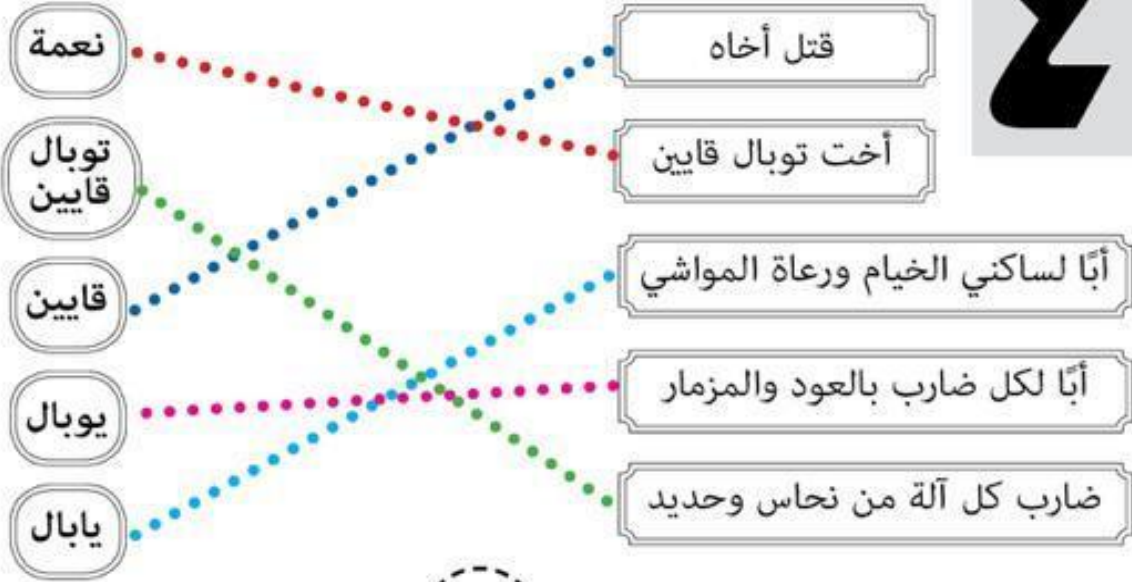 ٤
قتل أخاه
أخت توبال قايين
أبًا لساكني الخيام ورعاة المواشي
أبًا لكل ضارب بالعود والمزمار
ضارب كل آلة من نحاس وحديد
نعمة
توبال
قايين
قايين
يوبال
يابال